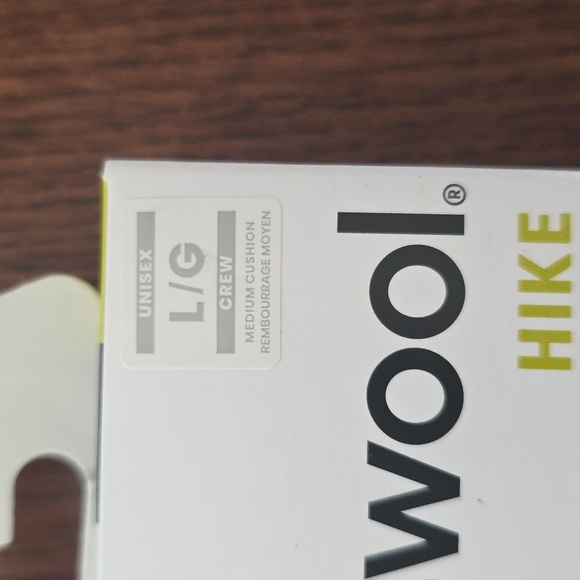 UNISEX
L/G
CREW
MEDIUM CUSHION
REMBOURRAGE MOYEN
wool®
HIKE